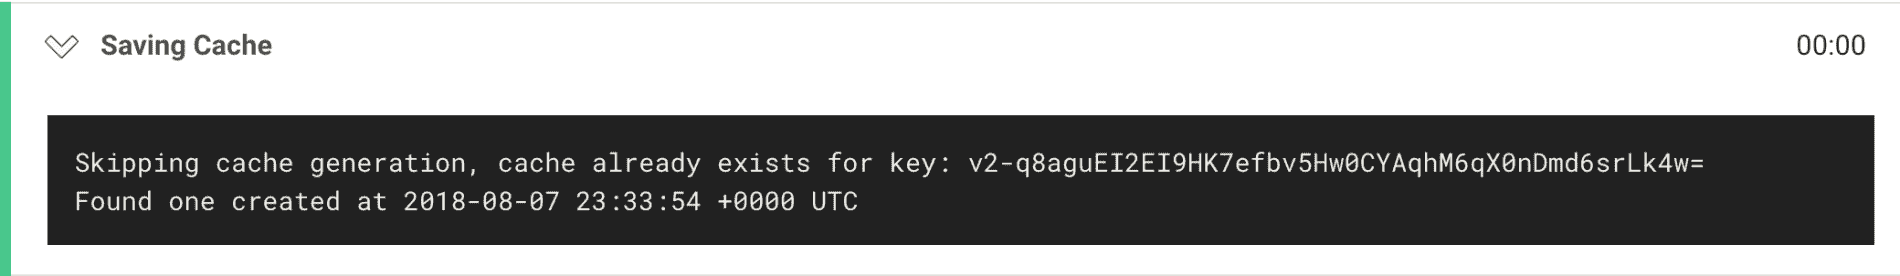 Saving Cache
00:00
Skipping cache generation, cache already exists for key: v2-q8aguEI2EI9HK7efbv5Hw0CYAqhM6qX0nDmd6srLk4w=
Found one created at 2018-08-07 23:33:54 +0000 UTC